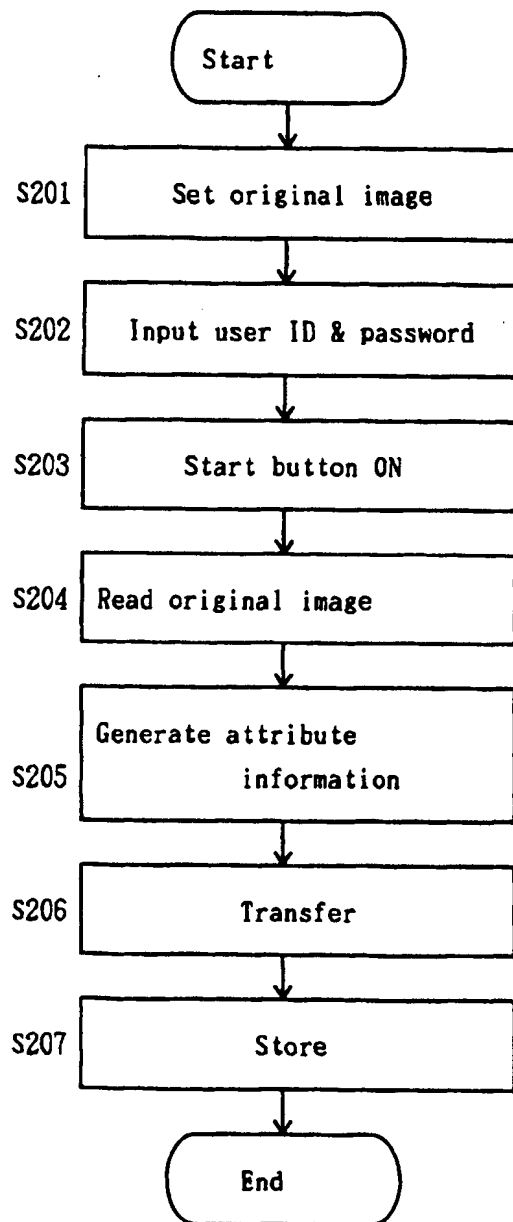 Start
S201 Set original image
S202 Input user ID & password
S203 Start button ON
S204 Read original image
Generate attribute
S205 information
S206 Transfer
S207 Store
End